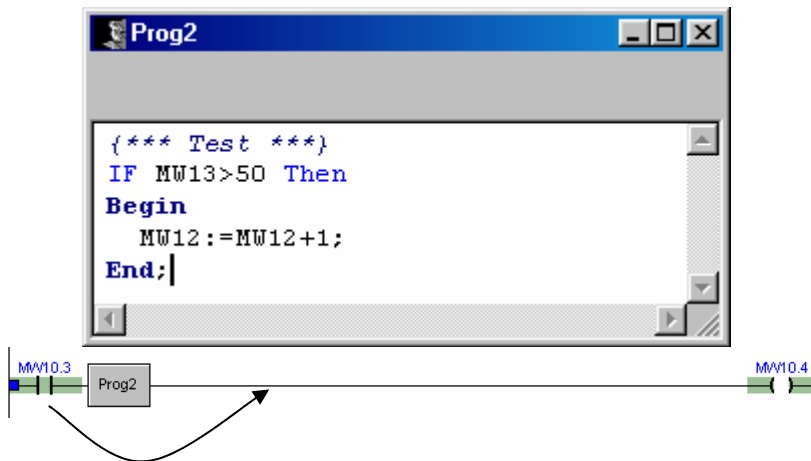 Prog2
{*** Test ***}
IF MW13>50 Then
Begin
MW12:=MW12+1;
End;
MW10.3
Prog2
MW10.4